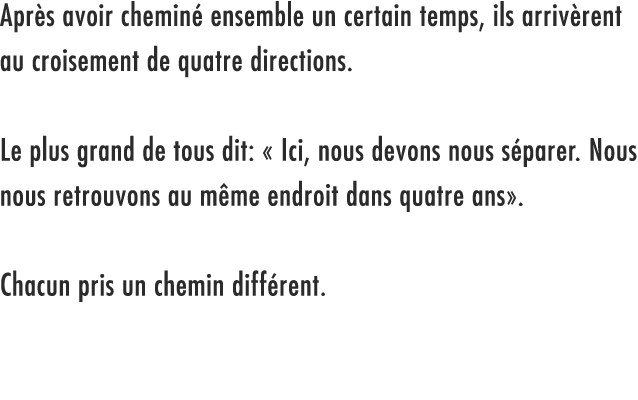 Après avoir cheminé ensemble un certain temps, ils arrivèrent
au croisement de quatre directions.
Le plus grand de tous dit: « Ici, nous devons nous séparer. Nous
nous retrouvons au même endroit dans quatre ans».
Chacun pris un chemin différent.